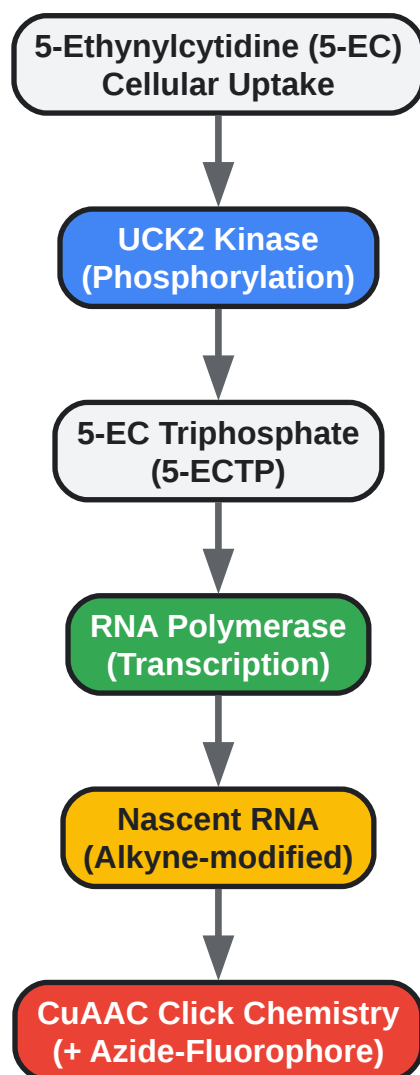 5-Ethynylcytidine (5-EC)
Cellular Uptake
UCK2 Kinase
(Phosphorylation)
5-EC Triphosphate
(5-ECTP)
RNA Polymerase
(Transcription)
Nascent RNA
(Alkyne-modified)
CuAAC Click Chemistry
(+ Azide-Fluorophore)